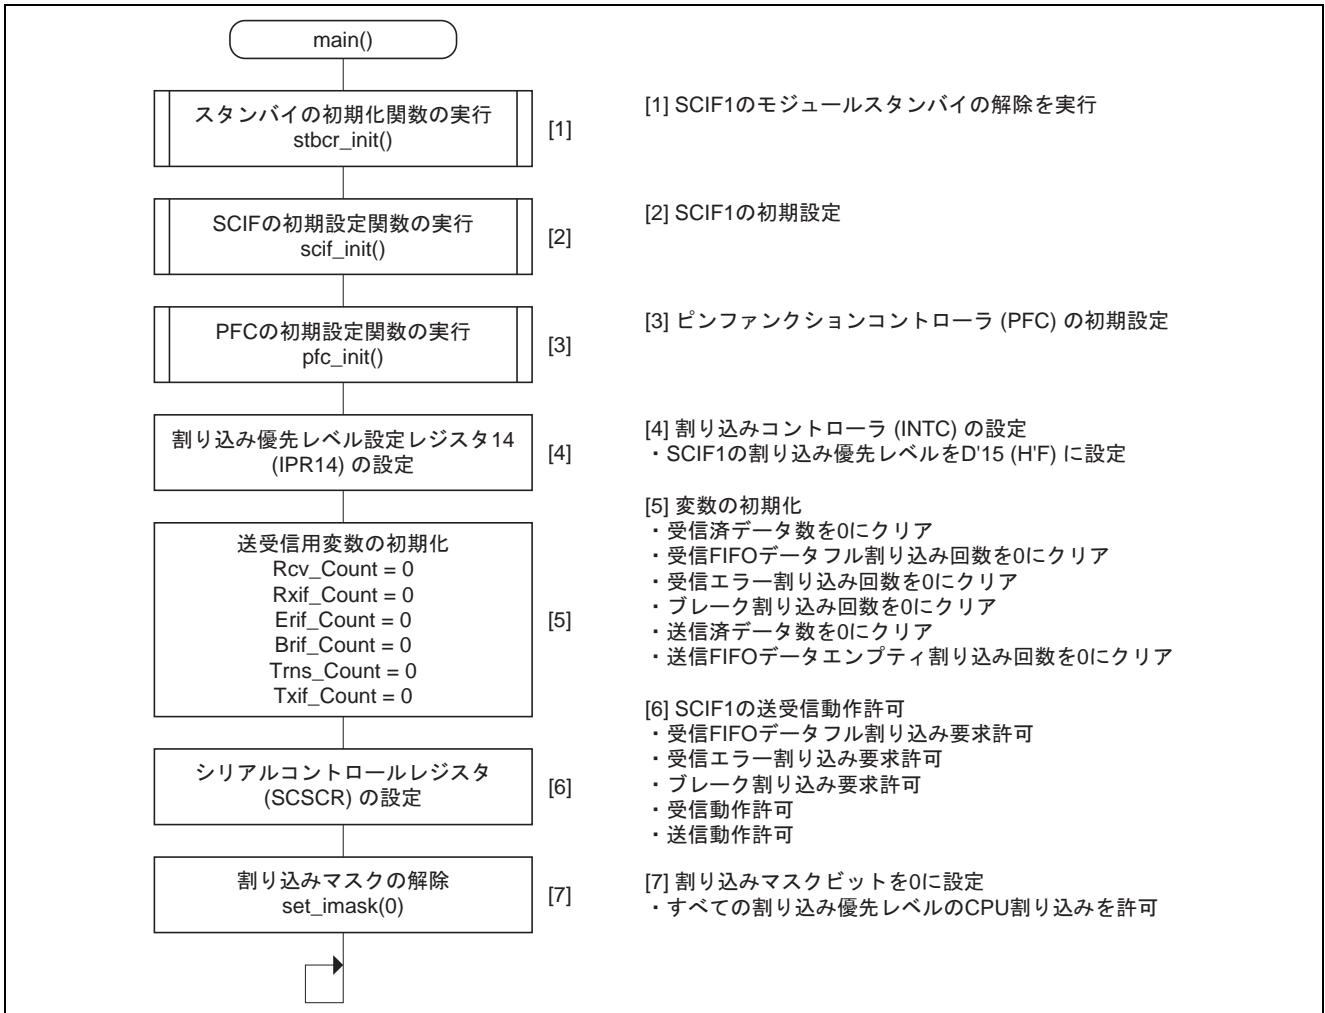 main()
スタンバイの初期化関数の実行
stbcr_init()
[1]
[1] SCIF1のモジュールスタンバイの解除を実行
SCIFの初期設定関数の実行
scif_init()
[2]
[2] SCIF1の初期設定
PFCの初期設定関数の実行
pfc_init()
[3]
[3] ピンファンクションコントローラ (PFC) の初期設定
割り込み優先レベル設定レジスタ14
(IPR14) の設定
[4]
[4] 割り込みコントローラ (INTC) の設定
・SCIF1の割り込み優先レベルをD'15 (H'F) に設定
送受信用変数の初期化
Rcv_Count = 0
Rxif_Count = 0
Erif_Count = 0
Brif_Count = 0
Trns_Count = 0
Txif_Count = 0
[5]
[5] 変数の初期化
・受信済データ数を0にクリア
・受信FIFOデータフル割り込み回数を0にクリア
・受信エラー割り込み回数を0にクリア
・ブレーク割り込み回数を0にクリア
・送信済データ数を0にクリア
・送信FIFOデータエンプティ割り込み回数を0にクリア
シリアルコントロールレジスタ
(SCSCR) の設定
[6]
[6] SCIF1の送受信動作許可
・受信FIFOデータフル割り込み要求許可
・受信エラー割り込み要求許可
・ブレーク割り込み要求許可
・受信動作許可
・送信動作許可
割り込みマスクの解除
set_imask(0)
[7]
[7] 割り込みマスクビットを0に設定
・すべての割り込み優先レベルのCPU割り込みを許可